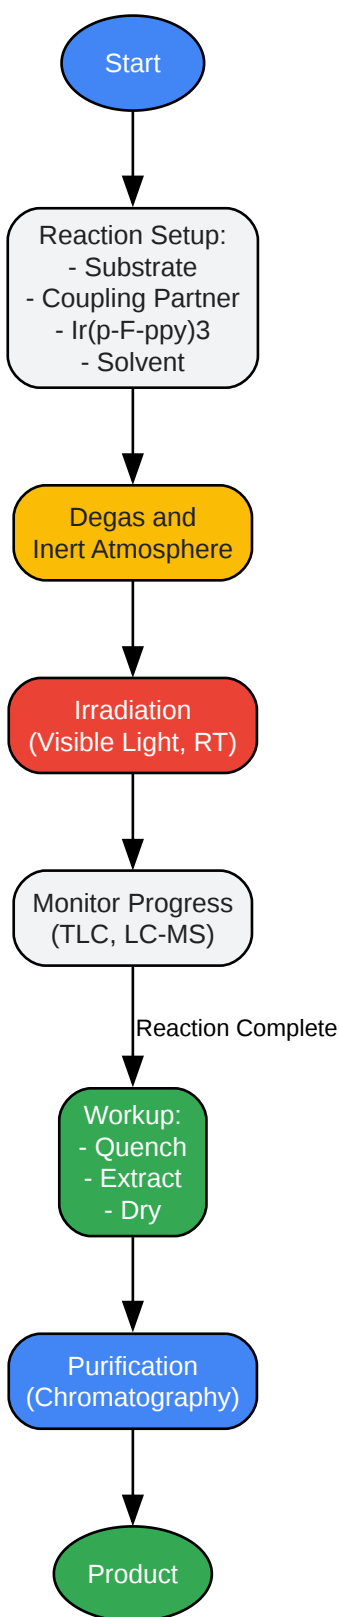 Start
Reaction Setup:
- Substrate
- Coupling Partner
- Ir(p-F-ppy)3
- Solvent
Degas and
Inert Atmosphere
Irradiation
(Visible Light, RT)
Monitor Progress
(TLC, LC-MS)
Reaction Complete
Workup:
- Quench
- Extract
- Dry
Purification
(Chromatography)
Product